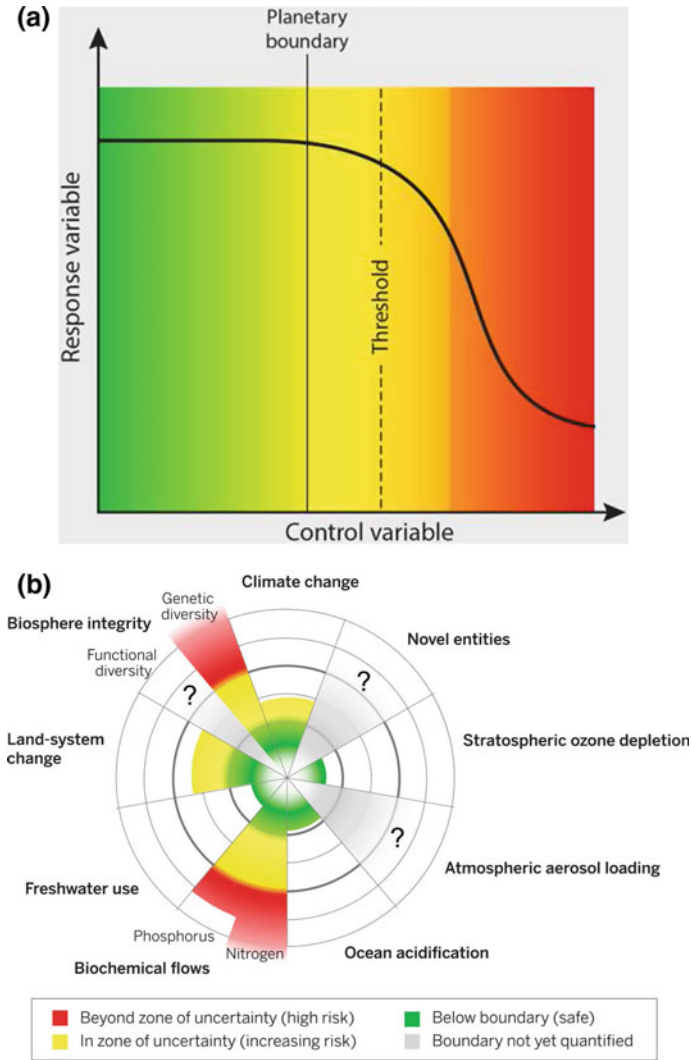 (a)
Planetary
boundary
Response variable
Threshold
Control variable
(b)
Climate change
Genetic
diversity
Biosphere integrity
Novel entities
Functional
diversity
?
?
Land-system
change
Stratospheric ozone depletion
?
Atmospheric aerosol loading
Freshwater use
Phosphorus
Nitrogen
Ocean acidification
Biochemical flows
Beyond zone of uncertainty (high risk)
Below boundary (safe)
In zone of uncertainty (increasing risk)
Boundary not yet quantified